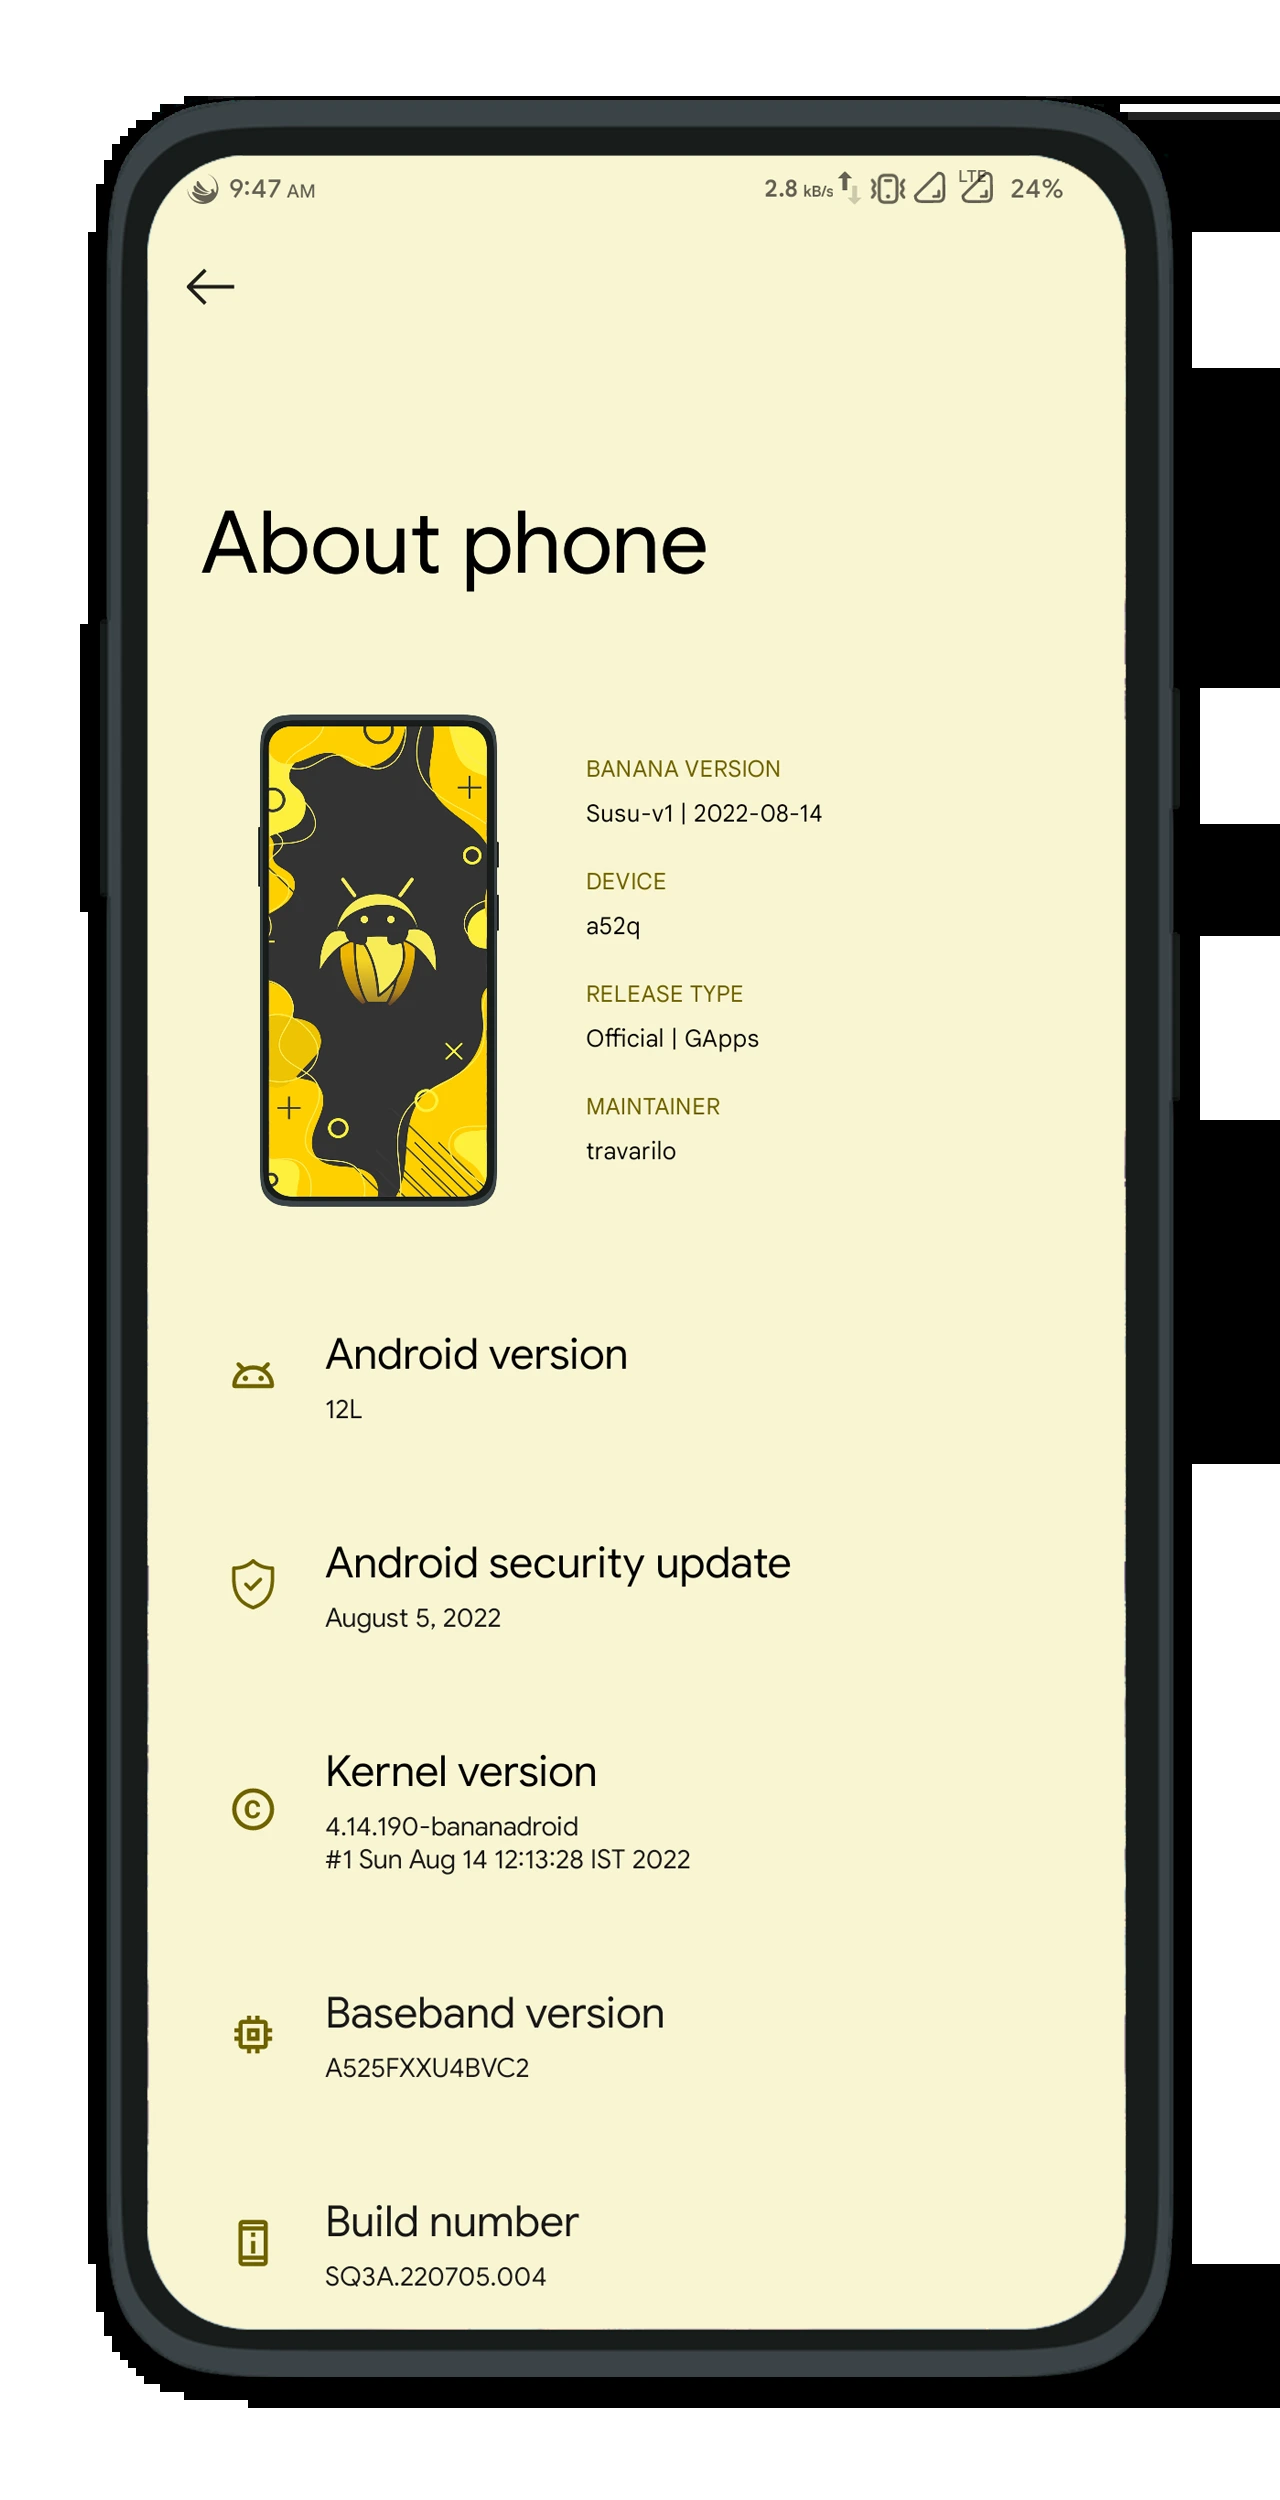 9:47 AM
2.8 kB/s LTE 24%
About phone
BANANA VERSION
Susu-v1 | 2022-08-14
DEVICE
a52q
RELEASE TYPE
Official | GApps
MAINTAINER
travarilo
Android version
12L
Android security update
August 5, 2022
Kernel version
4.14.190-bananadroid
#1 Sun Aug 14 12:13:28 IST 2022
Baseband version
A525FXXU4BVC2
Build number
SQ3A.220705.004